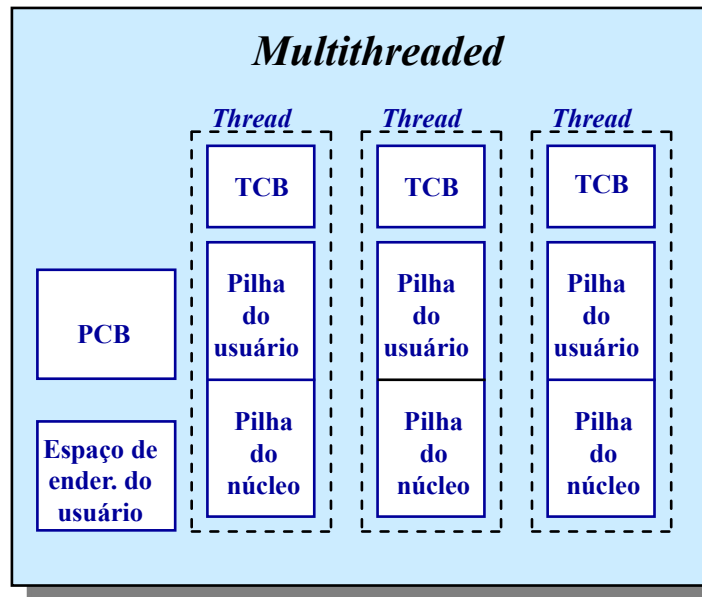 Multithreaded
Thread
Thread
Thread
TCB
TCB
TCB
PCB
Espaço de
ender. do
usuário
Pilha
do
usuário
Pilha
do
núcleo
Pilha
do
usuário
Pilha
do
núcleo
Pilha
do
usuário
Pilha
do
núcleo